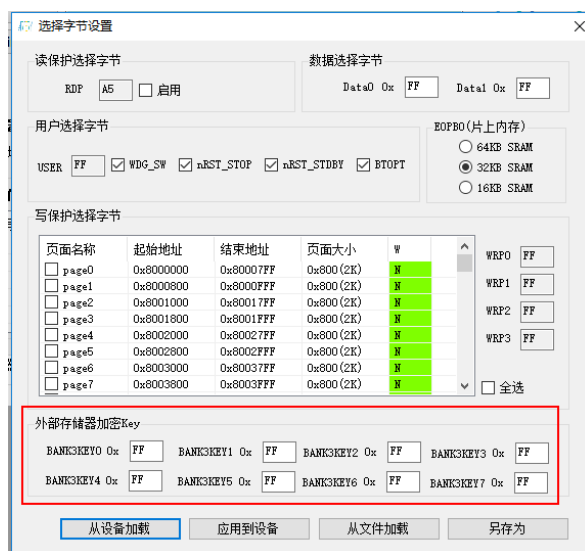 选择字节设置
读保护选择字节
RDP A5 启用
数据选择字节
Data0 0x FF Data1 0x FF
用户选择字节
USER FF WDG_SW nRST_STOP nRST_STDBY BTOPT
EOPB0(片上内存)
64KB SRAM
32KB SRAM
16KB SRAM
写保护选择字节
页面名称 起始地址 结束地址 页面大小 W
page0 0x8000000 0x80007FF 0x800(2K) N
page1 0x8000800 0x8000FFF 0x800(2K) N
page2 0x8001000 0x80017FF 0x800(2K) N
page3 0x8001800 0x8001FFF 0x800(2K) N
page4 0x8002000 0x80027FF 0x800(2K) N
page5 0x8002800 0x8002FFF 0x800(2K) N
page6 0x8003000 0x80037FF 0x800(2K) N
page7 0x8003800 0x8003FFF 0x800(2K) N
WRP0 FF
WRP1 FF
WRP2 FF
WRP3 FF
全选
外部存储器加密Key
BANK3KEY0 0x FF BANK3KEY1 0x FF BANK3KEY2 0x FF BANK3KEY3 0x FF
BANK3KEY4 0x FF BANK3KEY5 0x FF BANK3KEY6 0x FF BANK3KEY7 0x FF
从设备加载 应用到设备 从文件加载 另存为